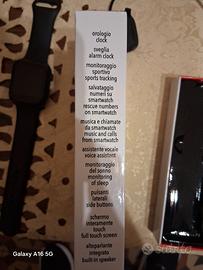 orologio
clock
sveglia
alarm clock
monitoraggio
sportivo
sports tracking
salvataggio
numeri su
smartwatch
rescue numbers
on smartwatch
musica e chiamate
da smartwatch
music and calls
from smartwatch
assistente vocale
voice assistant
monitoraggio
del sonno
monitoring
of sleep
pulsanti
laterali
side buttons
schermo
interamente
touch
full touch screen
altoparlante
integrato
built-in speaker
Galaxy A16 5G